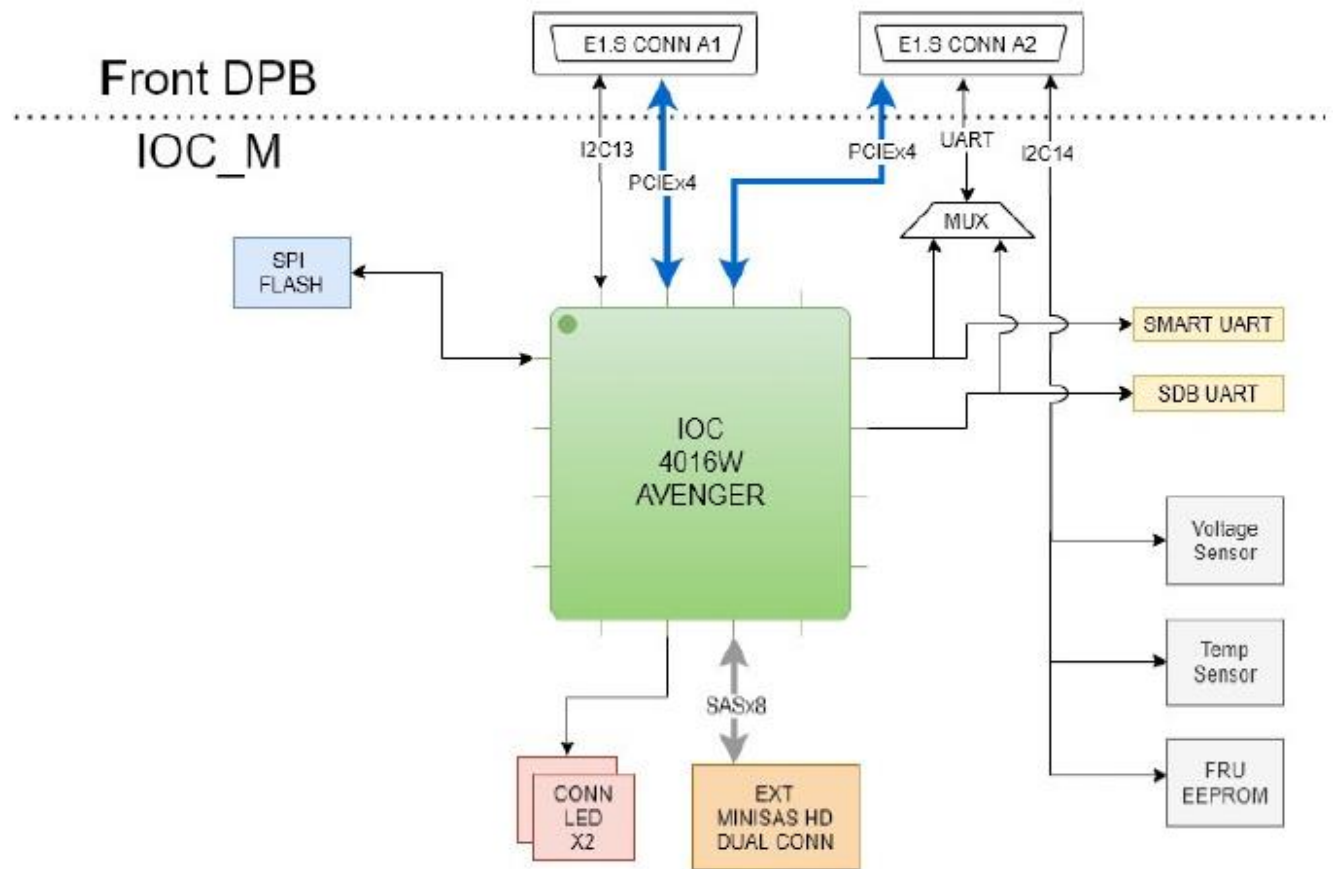 E1.S CONN A1
E1.S CONN A2
Front DPB
IOC_M
I2C13
PCIEx4
PCIEx4
UART
I2C14
MUX
SPI
FLASH
SMART UART
SDB UART
IOC
4016W
AVENGER
Voltage
Sensor
Temp
Sensor
SASx8
CONN
LED
X2
EXT
MINISAS HD
DUAL CONN
FRU
EEPROM